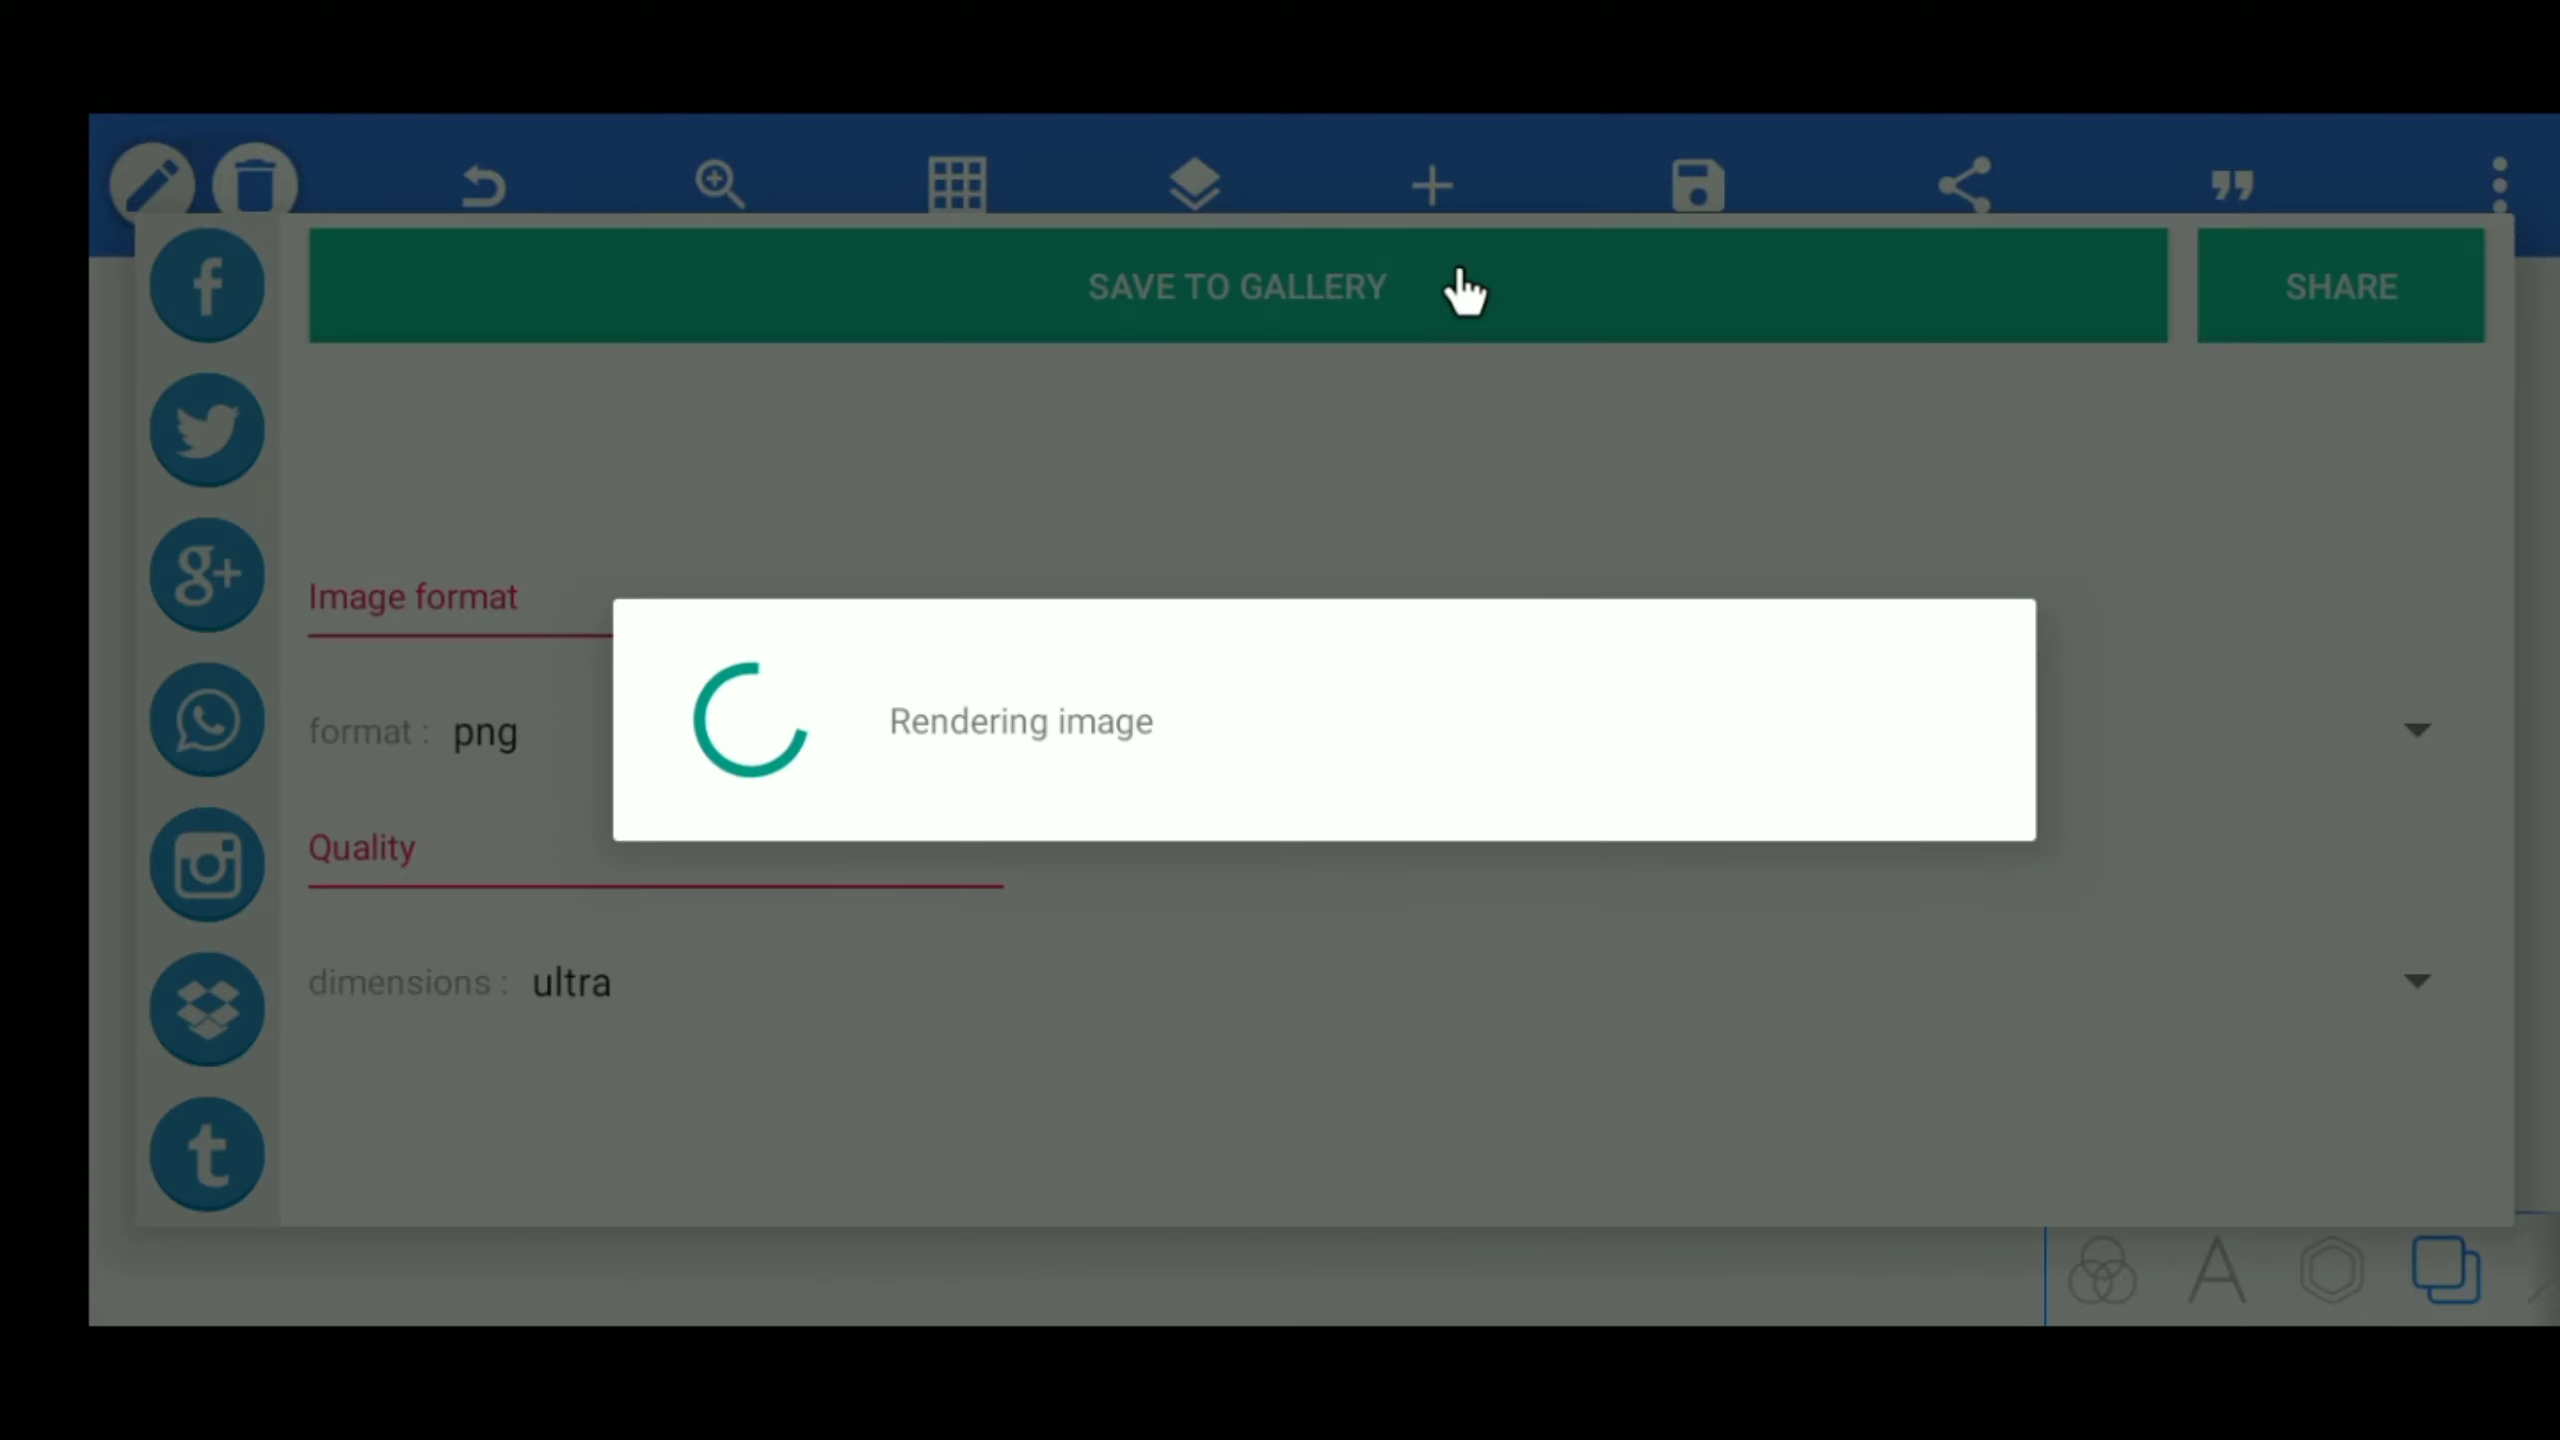 SAVE TO GALLERY
SHARE
Image format
format : png
Rendering image
Quality
dimensions : ultra